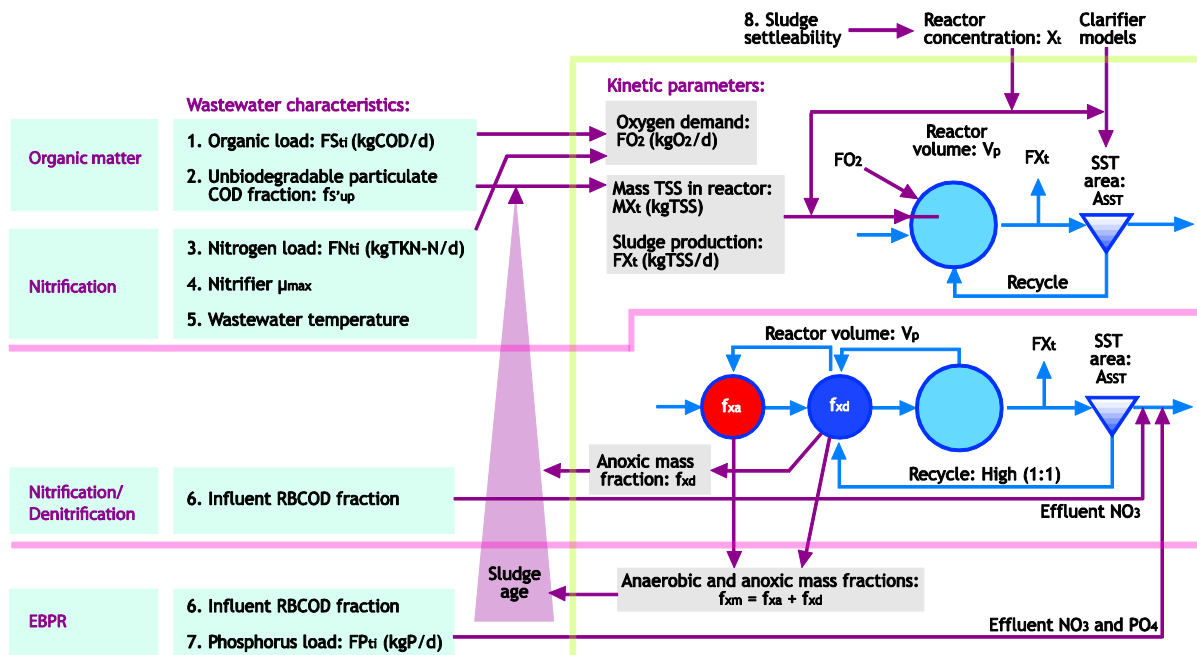 8. Sludge
settleability
Reactor
concentration: Xt
Clarifier
models
Wastewater characteristics:
Kinetic parameters:
Organic matter
1. Organic load: FSti (kgCOD/d)
2. Unbiodegradable particulate
COD fraction: fS'up
Oxygen demand:
FO2 (kgO2/d)
Mass TSS in reactor:
MXt (kgTSS)
Sludge production:
FXt (kgTSS/d)
Reactor
volume: Vp
FO2
FXt
SST
area:
ASST
Recycle
Nitrification
3. Nitrogen load: FNti (kgTKN-N/d)
4. Nitrifier µmax
5. Wastewater temperature
Reactor volume: Vp
FXt
SST
area:
ASST
fxa
fxd
Anoxic mass
fraction: fxd
Recycle: High (1:1)
Nitrification/
Denitrification
6. Influent RBCOD fraction
Effluent NO3
Sludge
age
Anaerobic and anoxic mass fractions:
fxm = fxa + fxd
EBPR
6. Influent RBCOD fraction
7. Phosphorus load: FPti (kgP/d)
Effluent NO3 and PO4